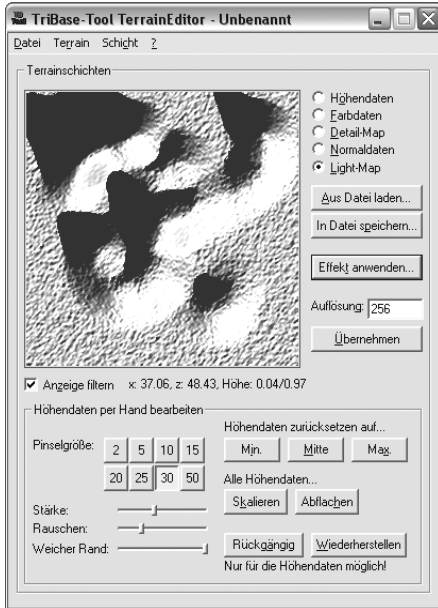 TriBase-Tool TerrainEditor - Unbenannt
Datei Terrain Schicht ?
Terrainschichten
Höhendaten
Farbdaten
Detail-Map
Normaldaten
Light-Map
Aus Datei laden...
In Datei speichern...
Effekt anwenden...
Auflösung: 256
Übernehmen
Anzeige filtern x: 37.06, z: 48.43, Höhe: 0.04/0.97
Höhendaten per Hand bearbeiten
Pinselgröße: 2 5 10 15
20 25 30 50
Stärke:
Rauschen:
Weicher Rand:
Höhendaten zurücksetzen auf...
Min. Mitte Max.
Alle Höhendaten...
Skalieren Abflachen
Rückgängig Wiederherstellen
Nur für die Höhendaten möglich!